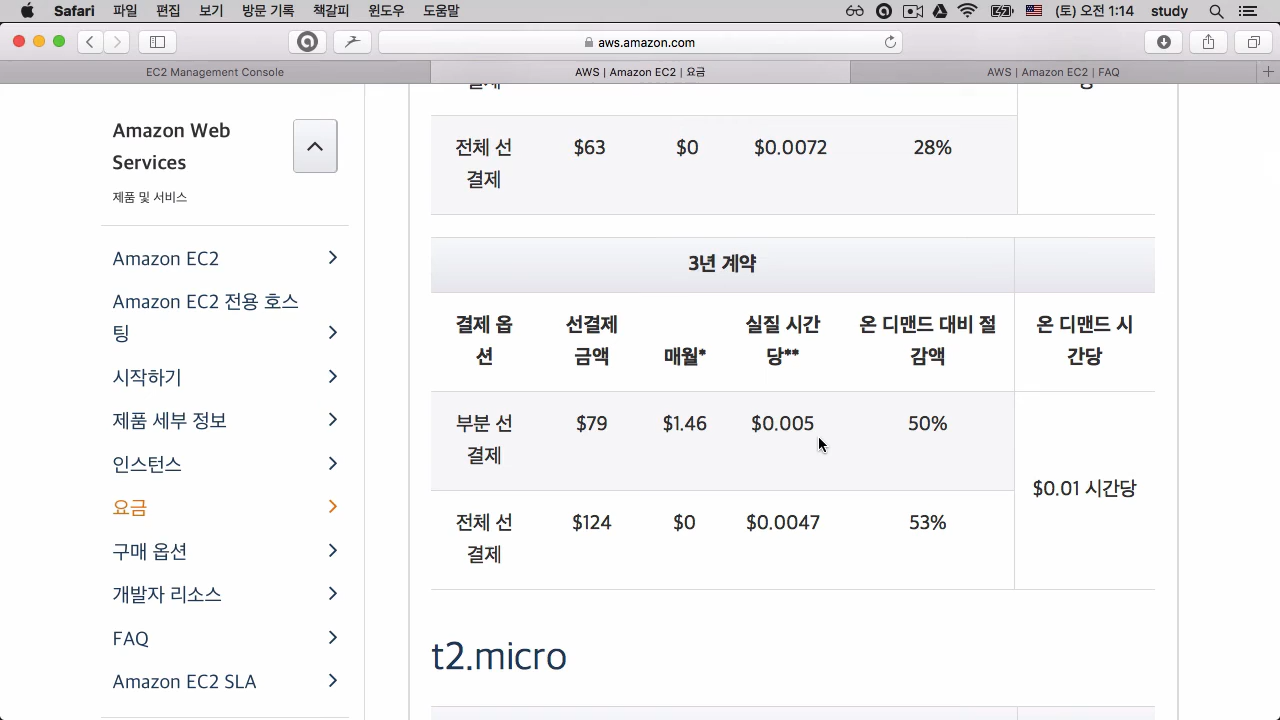 Safari 파일 편집 보기 방문 기록 책갈피 윈도우 도움말 (토) 오전 1:14 study
aws.amazon.com
EC2 Management Console AWS | Amazon EC2 | 요금 AWS | Amazon EC2 | FAQ
Amazon Web
Services
제품 및 서비스
Amazon EC2
Amazon EC2 전용 호스
팅
시작하기
제품 세부 정보
인스턴스
요금
구매 옵션
개발자 리소스
FAQ
Amazon EC2 SLA
전체 선 $63 $0 $0.0072 28%
결제
3년 계약
결제 옵 선결제 실질 시간 온 디맨드 대비 절 온 디맨드 시
션 금액 매월* 당** 감액 간당
부분 선 $79 $1.46 $0.005 50%
결제
$0.01 시간당
전체 선 $124 $0 $0.0047 53%
결제
t2.micro